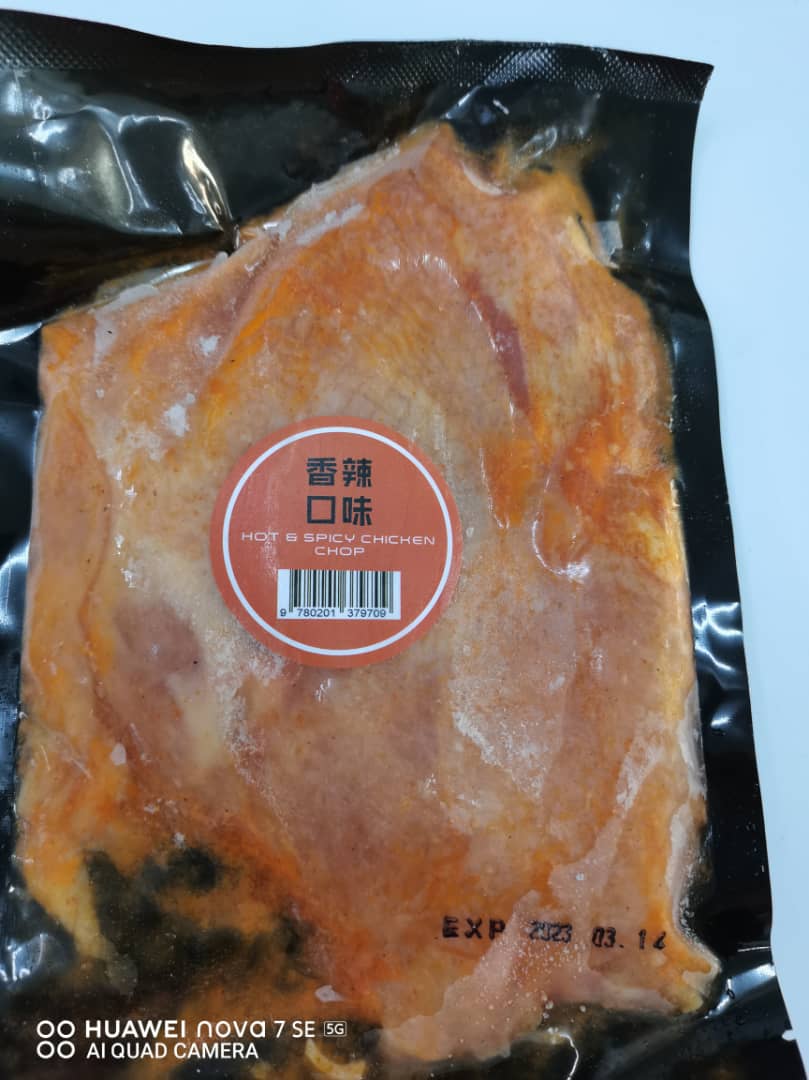 香辣
口味
HOT & SPICY CHICKEN
CHOP
9 780201 379709
EXP 2023 03.14
HUAWEI nova 7 SE 5G
AI QUAD CAMERA